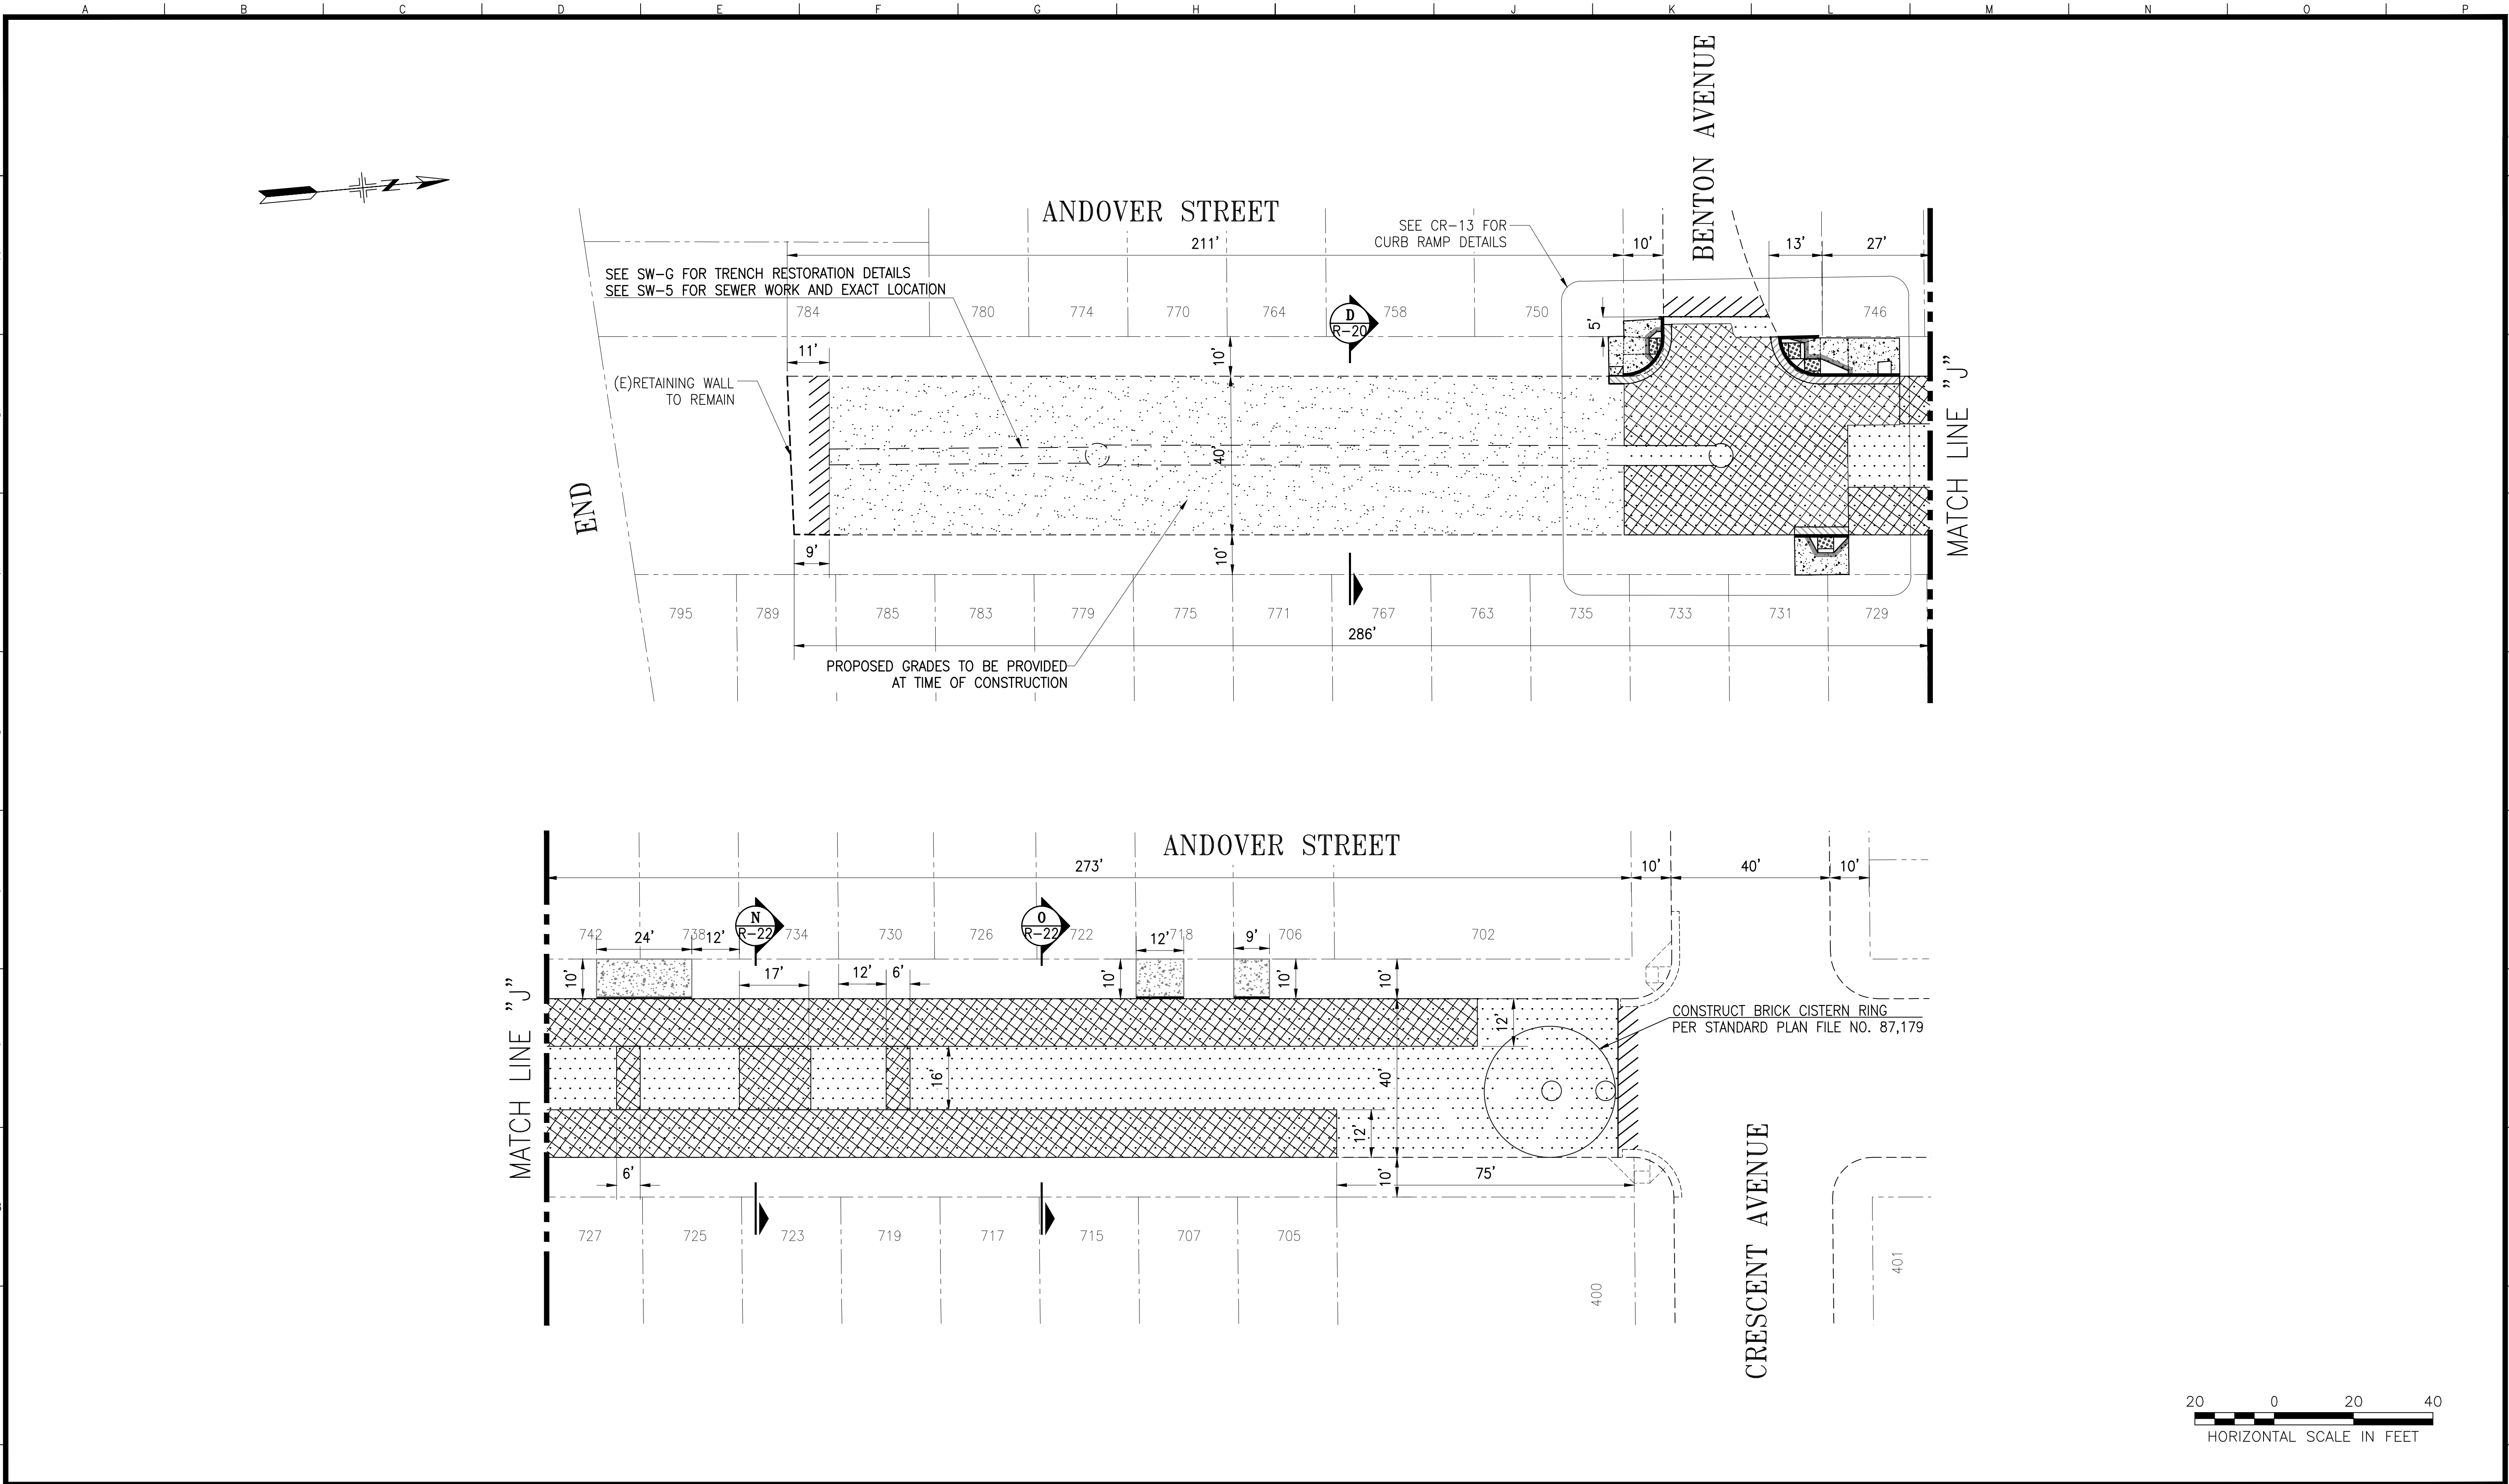 A B C D E F G H I J K L M N O P
BENTON AVENUE
N
ANDOVER STREET
SEE CR-13 FOR
CURB RAMP DETAILS
211' 10' 13' 27'
SEE SW-G FOR TRENCH RESTORATION DETAILS
SEE SW-5 FOR SEWER WORK AND EXACT LOCATION
784 780 774 770 764 758 750 746
D
R-20
5'
11' 10'
(E)RETAINING WALL
TO REMAIN
40'
END
MATCH LINE "J"
9' 10'
795 789 785 783 779 775 771 767 763 735 733 731 729
286'
PROPOSED GRADES TO BE PROVIDED
AT TIME OF CONSTRUCTION
ANDOVER STREET
273' 10' 40' 10'
N
R-22
O
R-22
742 738 734 730 726 722 718 706 702
24' 12' 12' 9'
10' 17' 12' 6' 10' 10' 10'
CONSTRUCT BRICK CISTERN RING
PER STANDARD PLAN FILE NO. 87,179
12'
MATCH LINE "J"
16' 40'
12'
6' 10' 75'
727 725 723 719 717 715 707 705
400
CRESCENT AVENUE
401
20 0 20 40
HORIZONTAL SCALE IN FEET